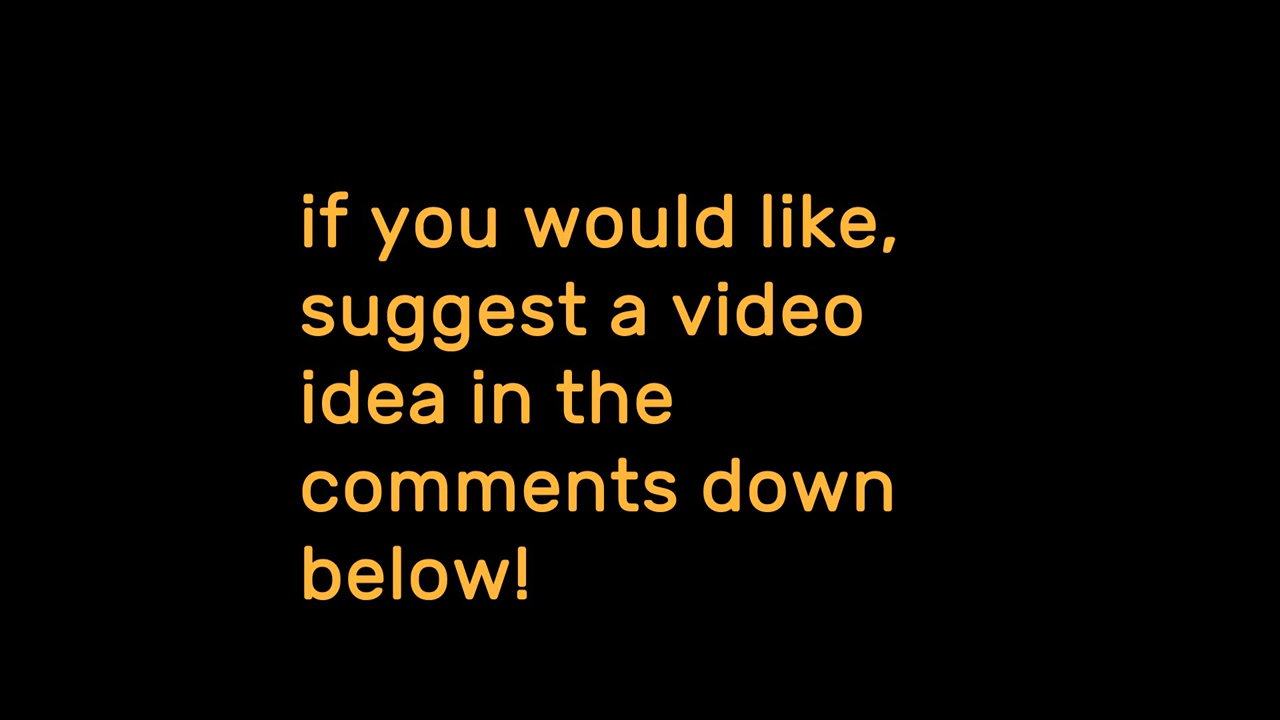 if you would like,
suggest a video
idea in the
comments down
below!